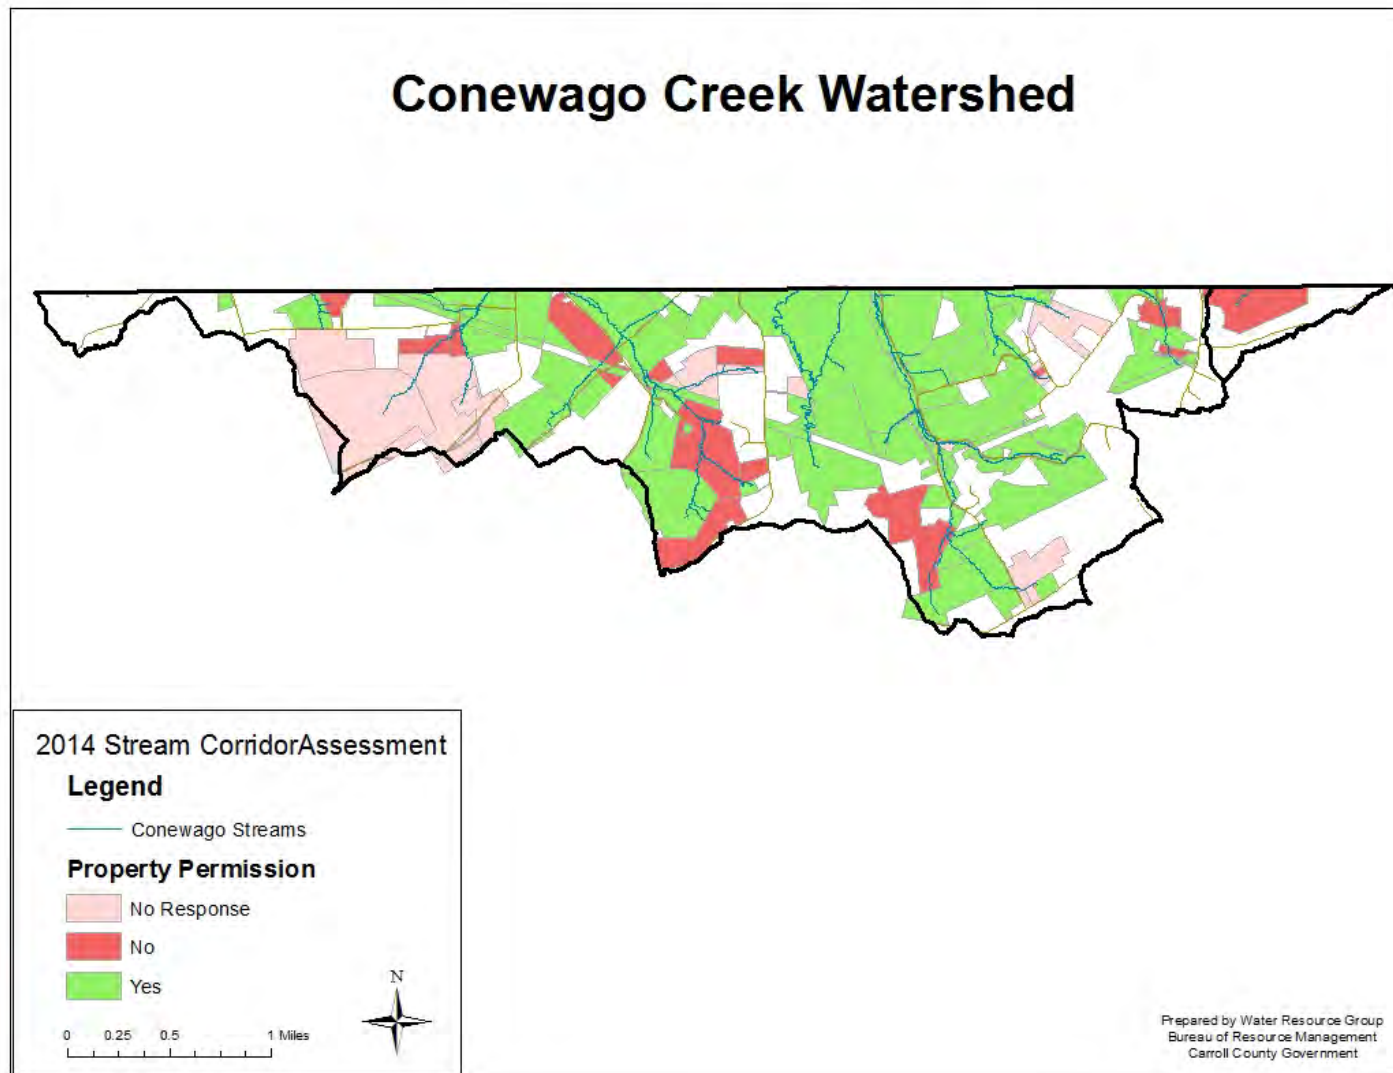 Conewago Creek Watershed
2014 Stream CorridorAssessment
Legend
Conewago Streams
Property Permission
No Response
No
Yes
N
0 0.25 0.5 1 Miles
Prepared by Water Resource Group
Bureau of Resource Management
Carroll County Government